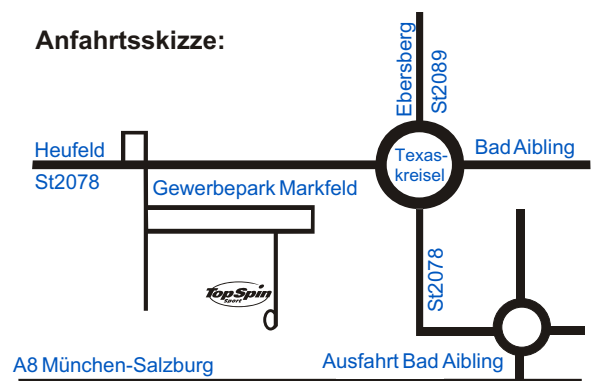 Anfahrtsskizze:
Ebersberg
St2089
Heufeld
St2078
Texas-
kreisel
Bad Aibling
Gewerbepark Markfeld
TopSpin
Sport
St2078
A8 München-Salzburg
Ausfahrt Bad Aibling